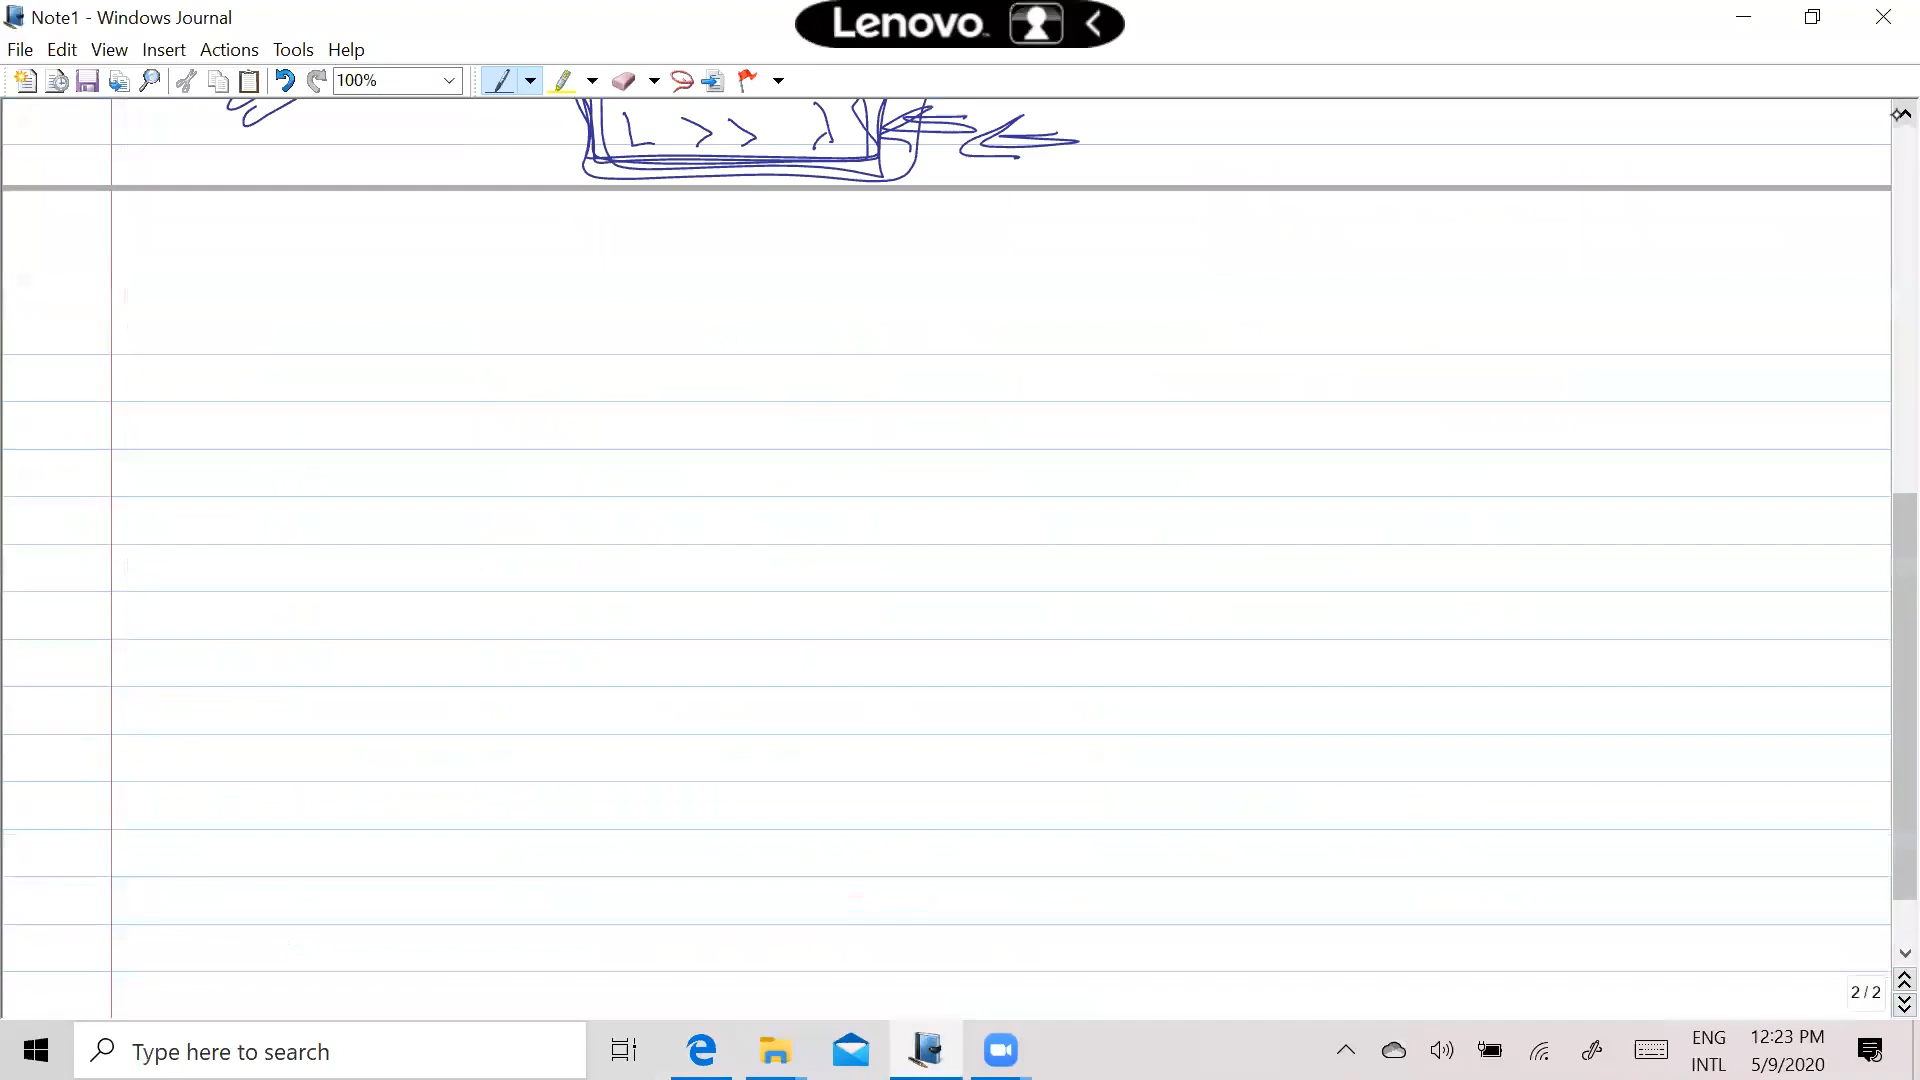 Note1 - Windows Journal
Lenovo
File Edit View Insert Actions Tools Help
100%
L >> λ
2 / 2
Type here to search
ENG
INTL
12:23 PM
5/9/2020